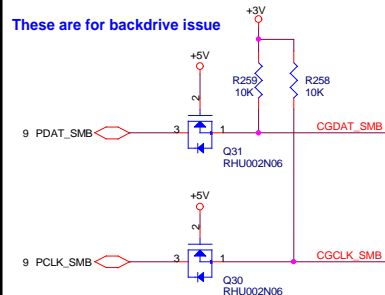 +3V
These are for backdrive issue
+5V
R259
10K
R258
10K
2
9 PDAT_SMB
3
1
CGDAT_SMB
Q31
RHU002N06
+5V
2
9 PCLK_SMB
3
1
CGCLK_SMB
Q30
RHU002N06